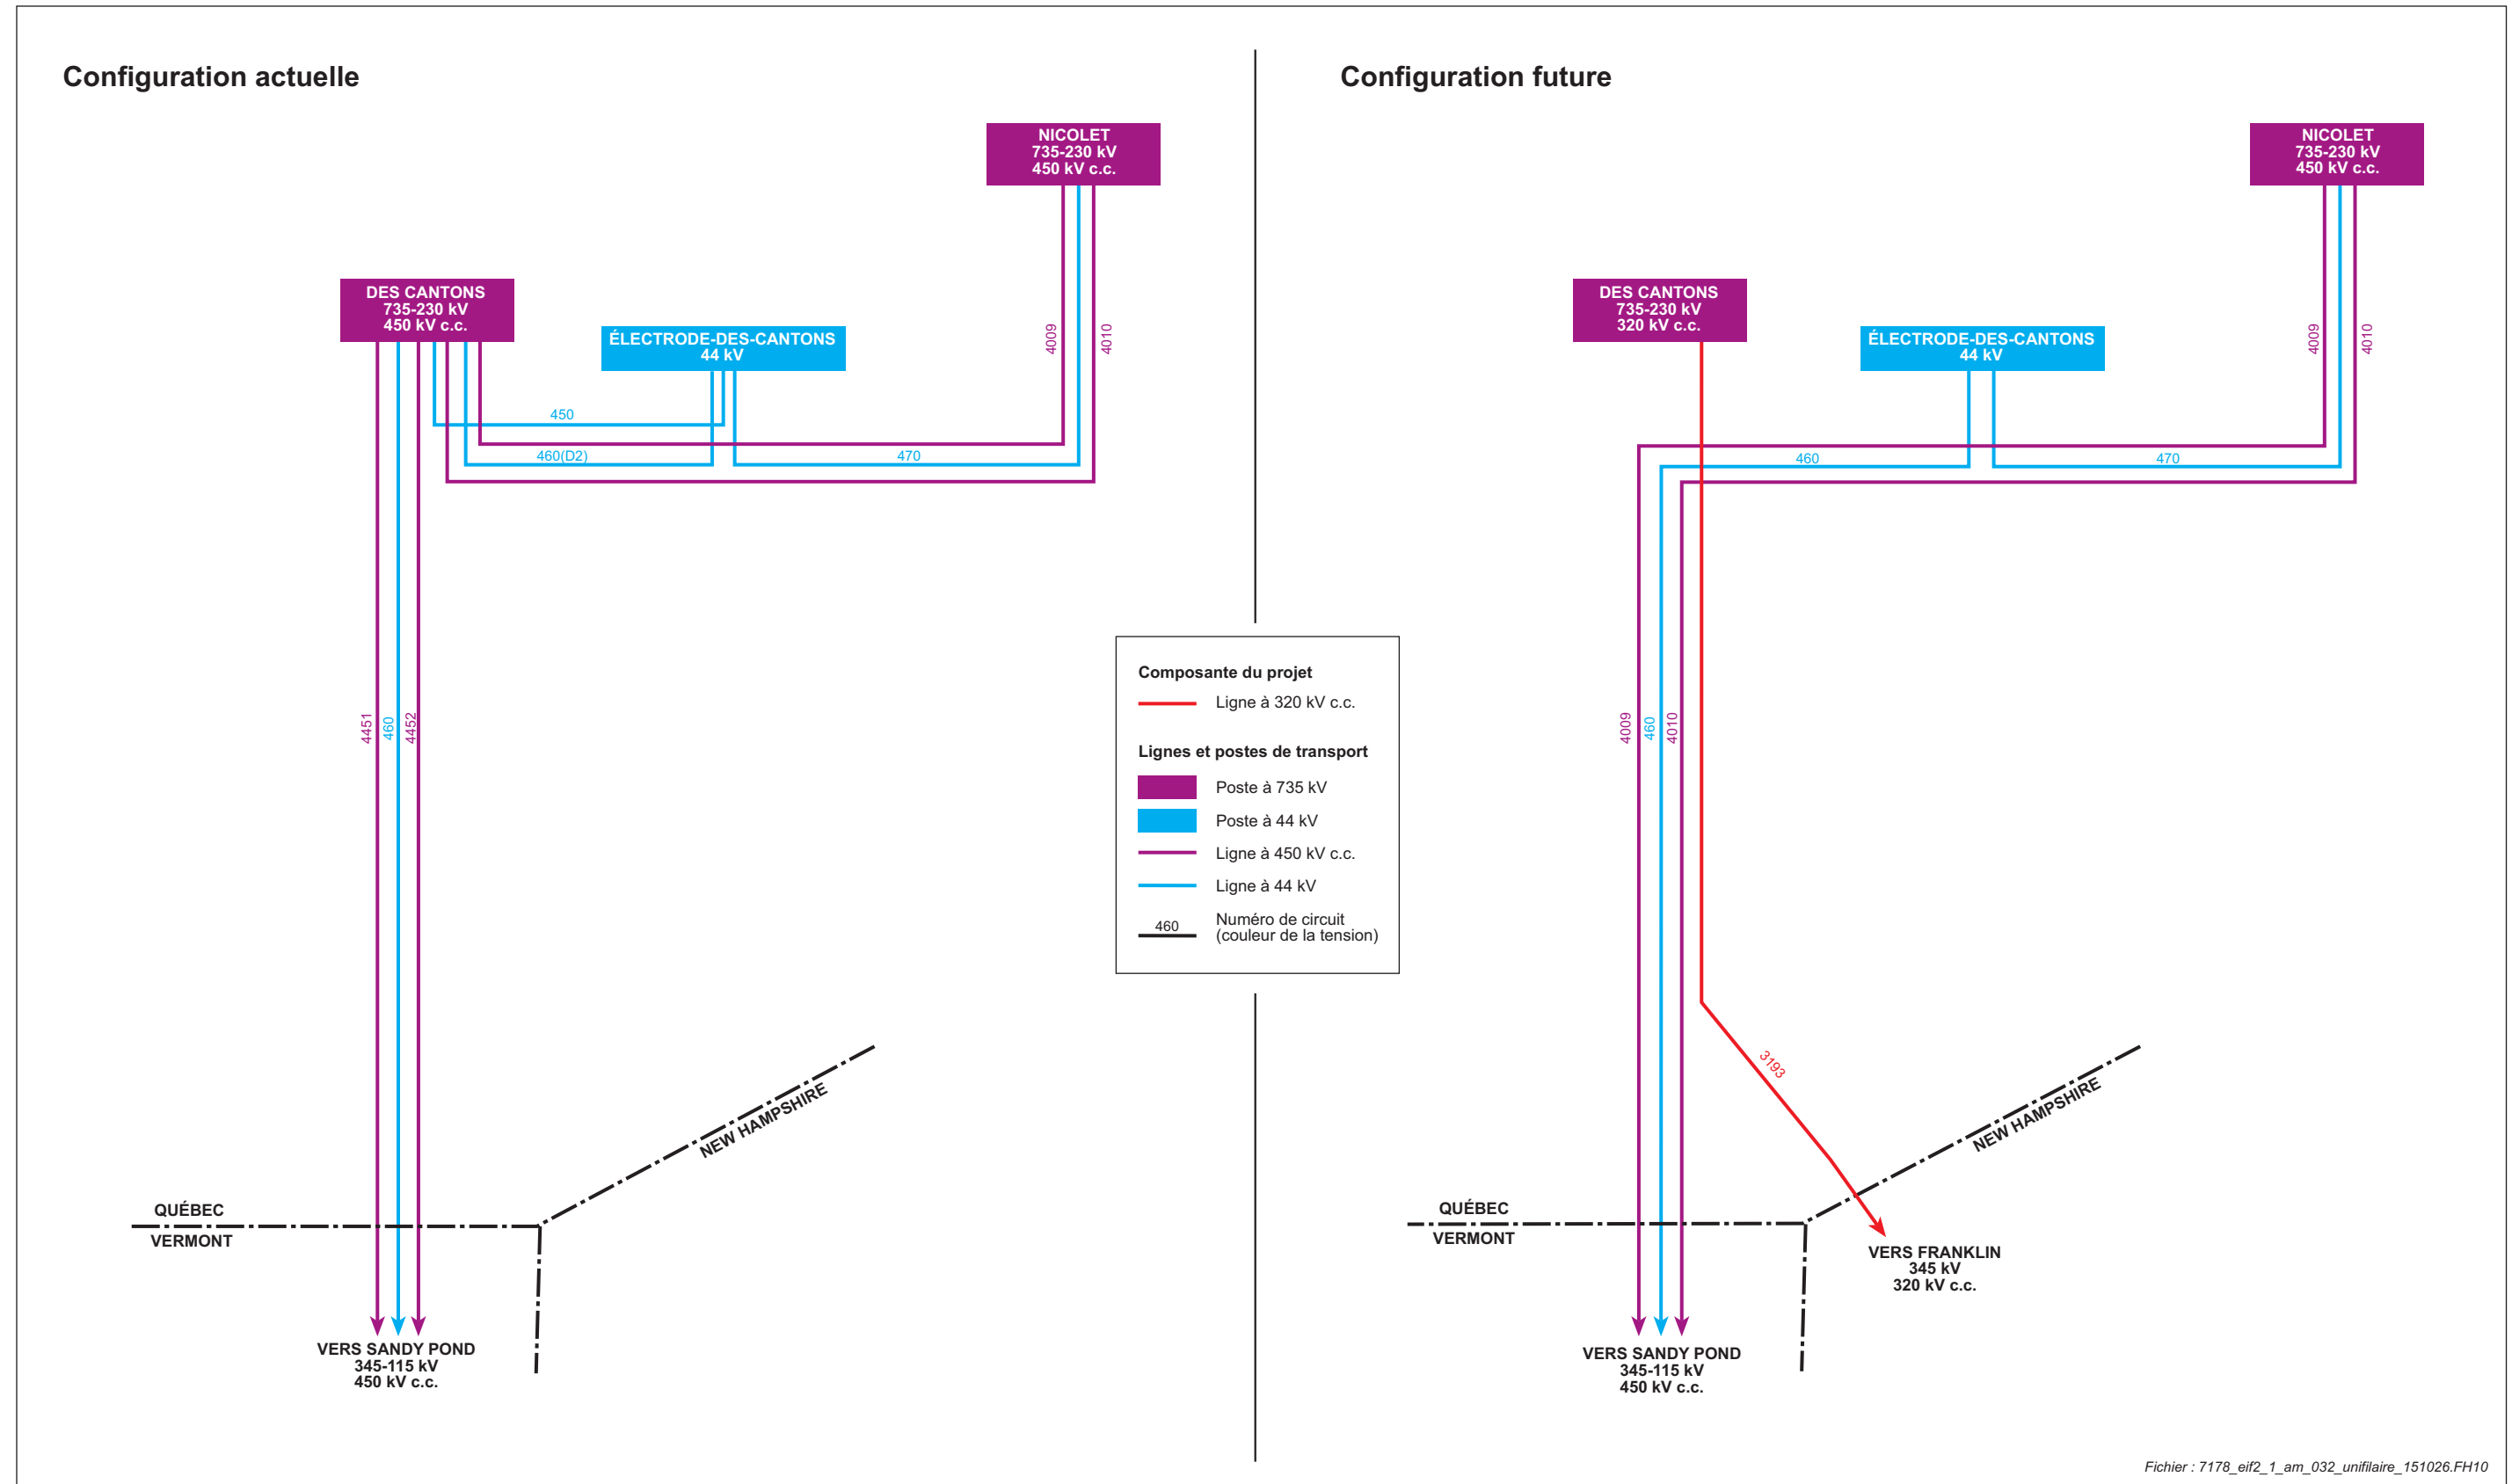 Configuration actuelle
NICOLET
735-230 kV
450 kV c.c.
DES CANTONS
735-230 kV
450 kV c.c.
ÉLECTRODE-DES-CANTONS
44 kV
4009
4010
450
460(D2)
470
4451
460
4452
NEW HAMPSHIRE
QUÉBEC
VERMONT
VERS SANDY POND
345-115 kV
450 kV c.c.
Composante du projet
Ligne à 320 kV c.c.
Lignes et postes de transport
Poste à 735 kV
Poste à 44 kV
Ligne à 450 kV c.c.
Ligne à 44 kV
460
Numéro de circuit
(couleur de la tension)
Configuration future
NICOLET
735-230 kV
450 kV c.c.
DES CANTONS
735-230 kV
320 kV c.c.
ÉLECTRODE-DES-CANTONS
44 kV
4009
4010
460
470
4009
460
4010
3193
NEW HAMPSHIRE
QUÉBEC
VERMONT
VERS FRANKLIN
345 kV
320 kV c.c.
VERS SANDY POND
345-115 kV
450 kV c.c.
Fichier : 7178_eif2_1_am_032_unifilaire_151026.FH10